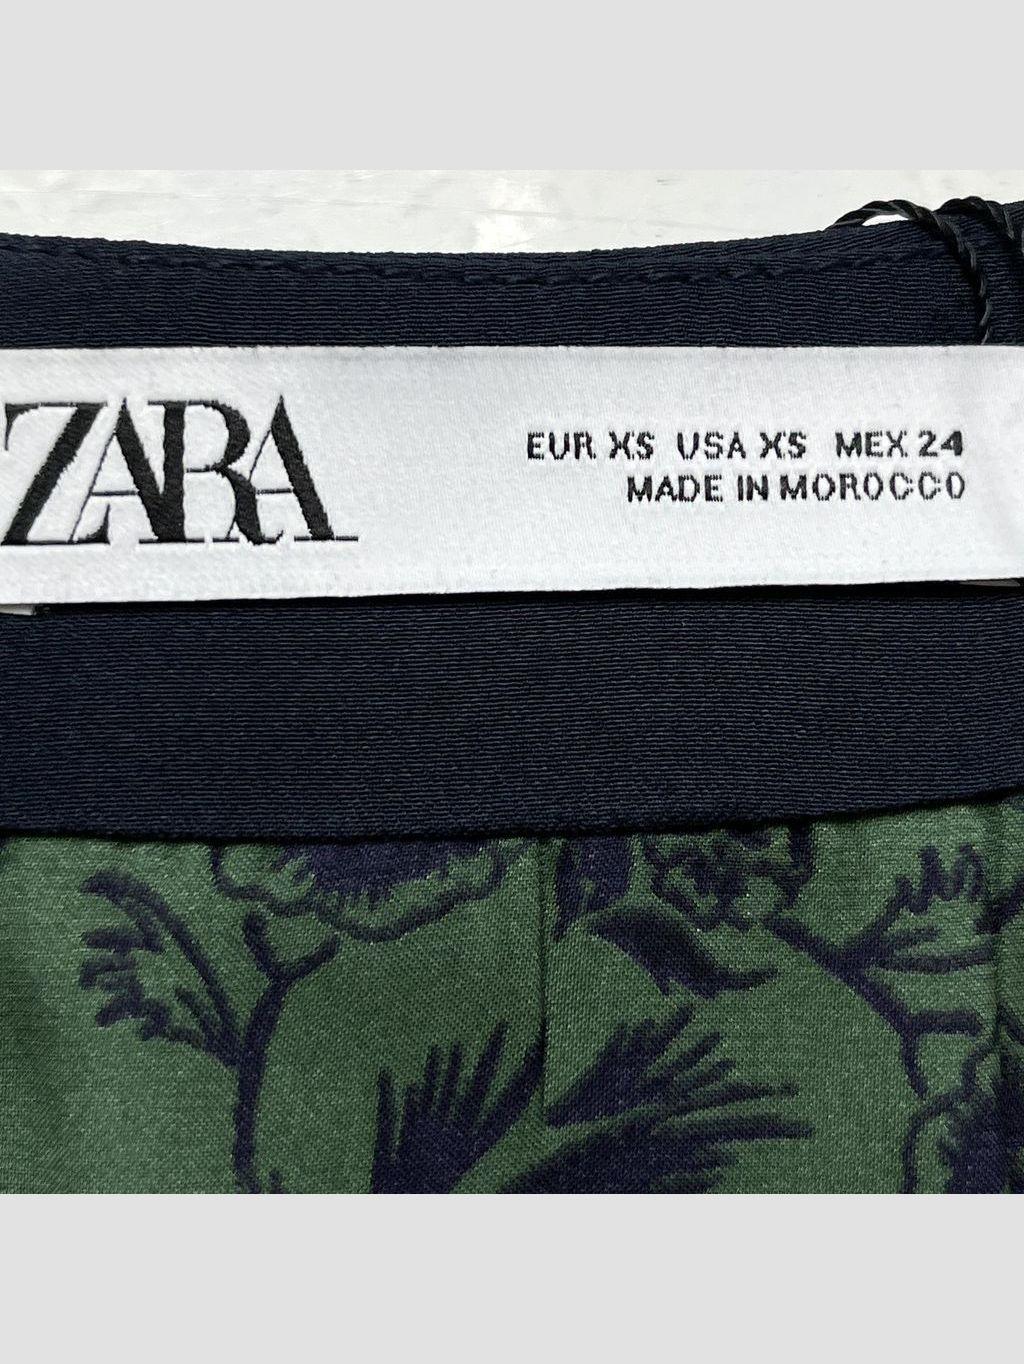 ZARA
EUR XS USA XS MEX 24
MADE IN MOROCCO